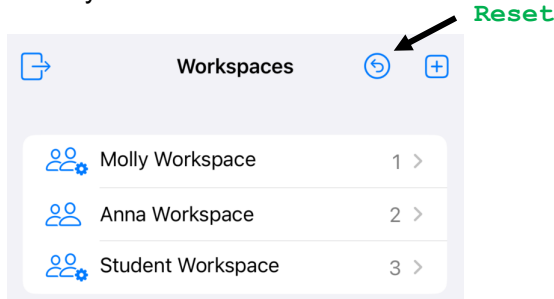 Reset
Workspaces
Molly Workspace 1
Anna Workspace 2
Student Workspace 3